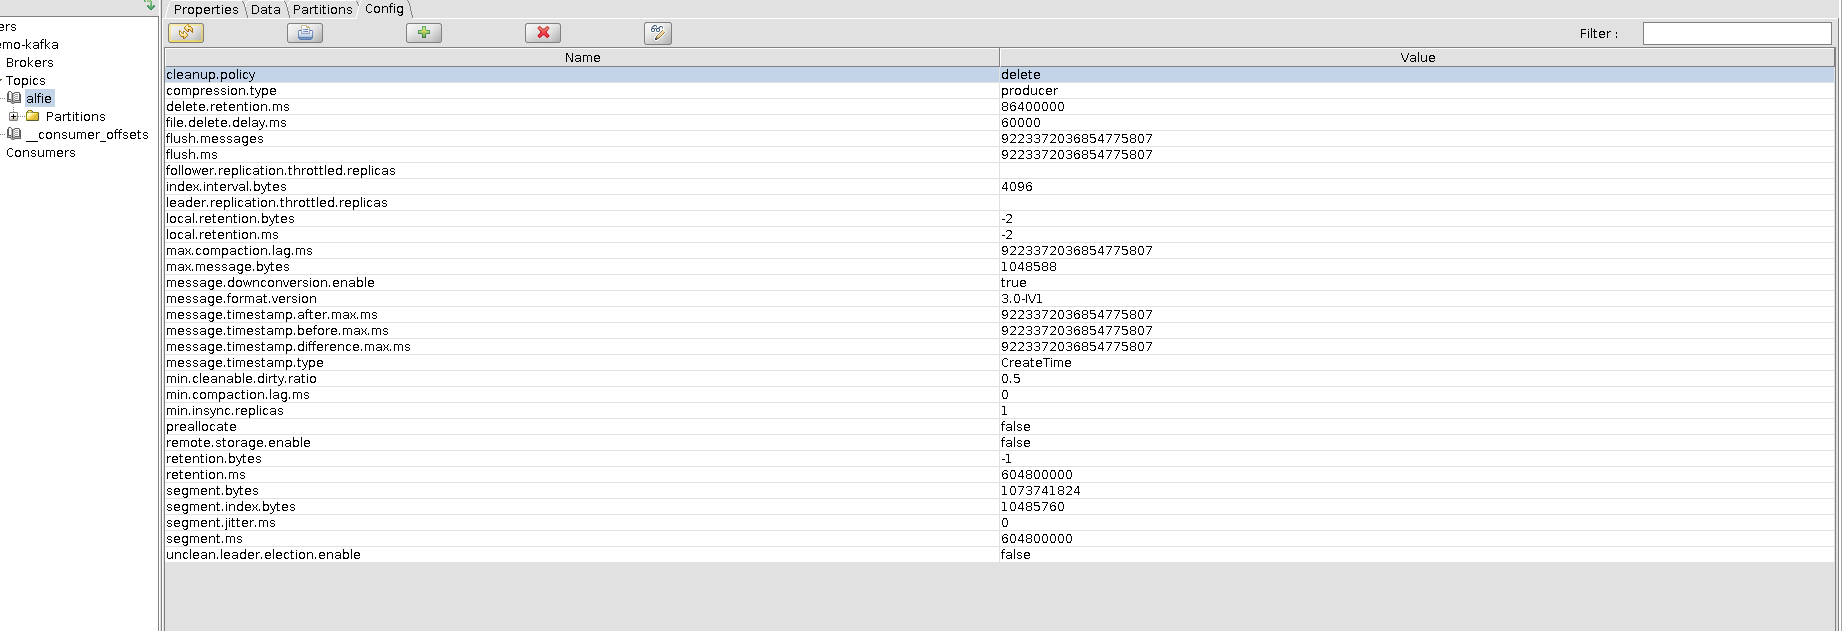 Properties Data Partitions Config
Filter :
Name Value
ers
emo-kafka
Brokers
Topics
alfie
Partitions
__consumer_offsets
Consumers
cleanup.policy delete
compression.type producer
delete.retention.ms 86400000
file.delete.delay.ms 60000
flush.messages 9223372036854775807
flush.ms 9223372036854775807
follower.replication.throttled.replicas
index.interval.bytes 4096
leader.replication.throttled.replicas
local.retention.bytes -2
local.retention.ms -2
max.compaction.lag.ms 9223372036854775807
max.message.bytes 1048588
message.downconversion.enable true
message.format.version 3.0-IV1
message.timestamp.after.max.ms 9223372036854775807
message.timestamp.before.max.ms 9223372036854775807
message.timestamp.difference.max.ms 9223372036854775807
message.timestamp.type CreateTime
min.cleanable.dirty.ratio 0.5
min.compaction.lag.ms 0
min.insync.replicas 1
preallocate false
remote.storage.enable false
retention.bytes -1
retention.ms 604800000
segment.bytes 1073741824
segment.index.bytes 10485760
segment.jitter.ms 0
segment.ms 604800000
unclean.leader.election.enable false